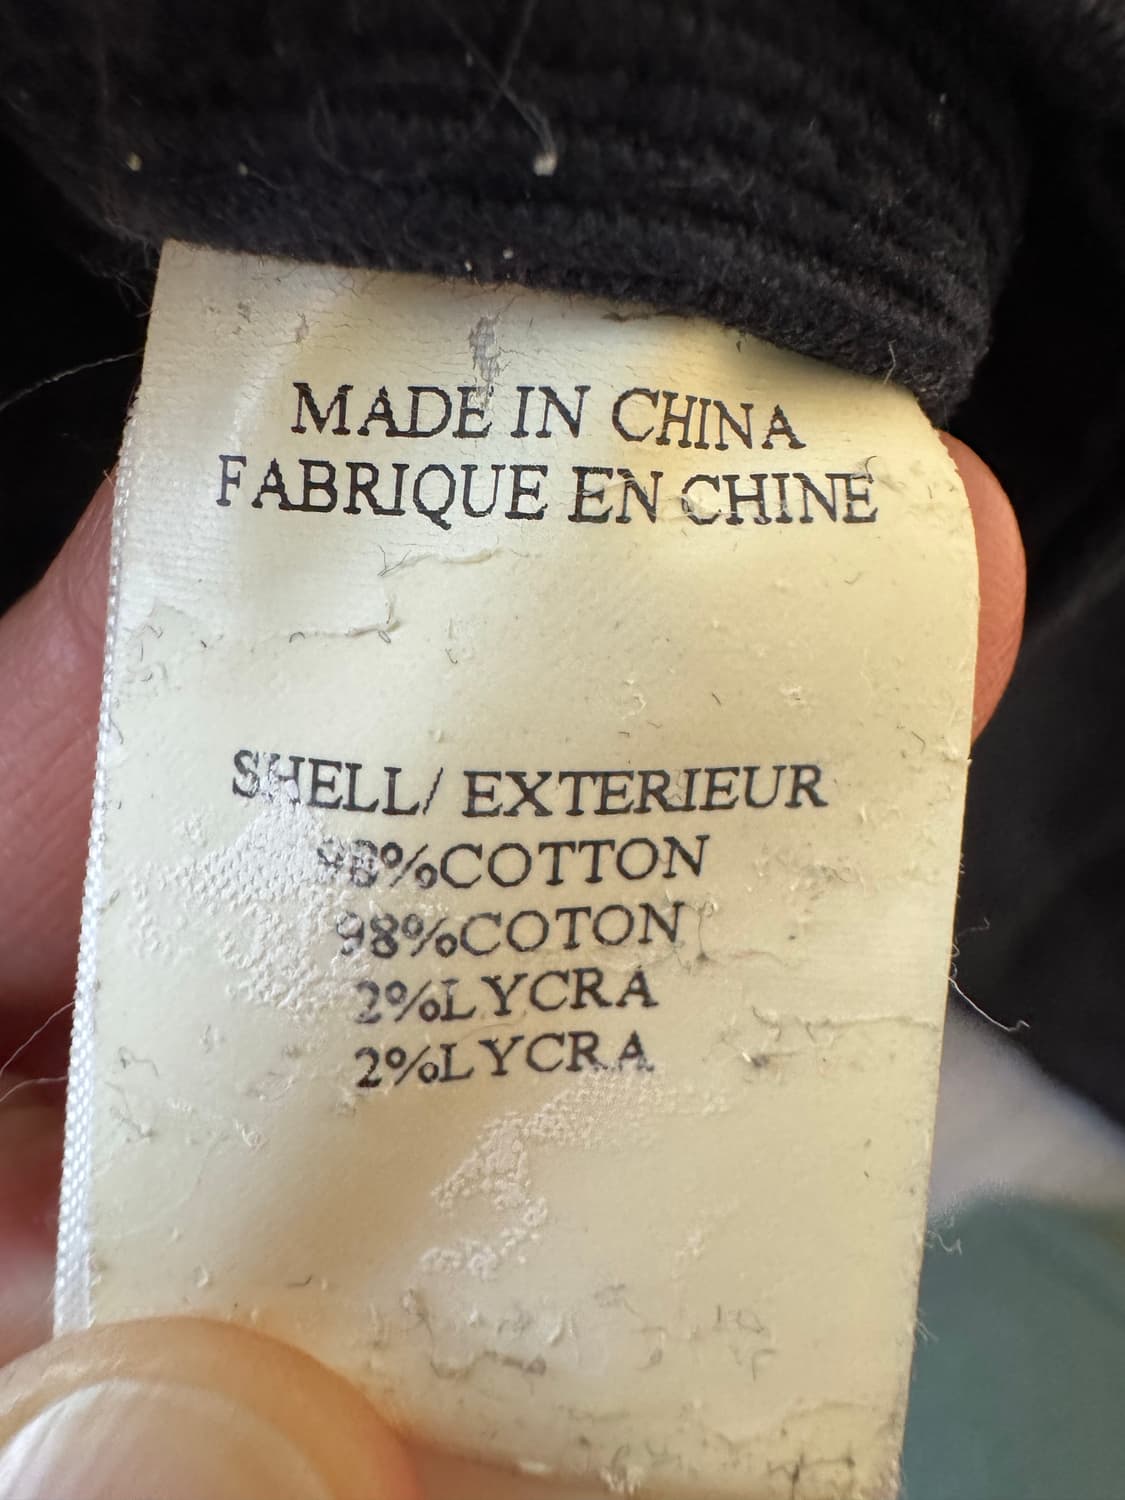 MADE IN CHINA
FABRIQUE EN CHINE
SHELL/ EXTERIEUR
98%COTTON
98%COTON
2%LYCRA
2%LYCRA